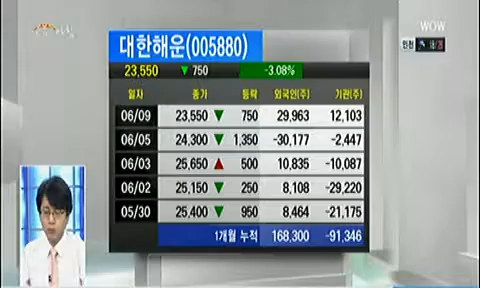 WOW
인천
대한해운(005880)
23,550 ▼ 750 -3.08%
일자 종가 등락 외국인(주) 기관(주)
06/09 23,550 ▼ 750 29,963 12,103
06/05 24,300 ▼ 1,350 -30,177 -2,447
06/03 25,650 ▲ 500 10,835 -10,087
06/02 25,150 ▼ 250 8,108 -29,220
05/30 25,400 ▼ 950 8,464 -21,175
1개월 누적 168,300 -91,346